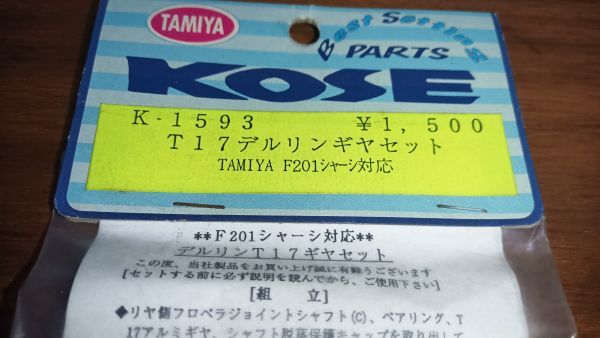 TAMIYA
Best Setting
PARTS
KOSE
K-1593 ¥1,500
T17デルリンギヤセット
TAMIYA F201シャーシ対応
**F201シャーシ対応**
デルリンT17ギヤセット
この度、当社製品をお買い上げ誠に有難うございます
[セットする前に必ず説明を読んでから、ご使用下さい]
[組 立]
◆リヤ側フロペラジョイントシャフト(C)、ベアリング、T
17アルミギヤ、シャフト脱落保護キャップを取り出して